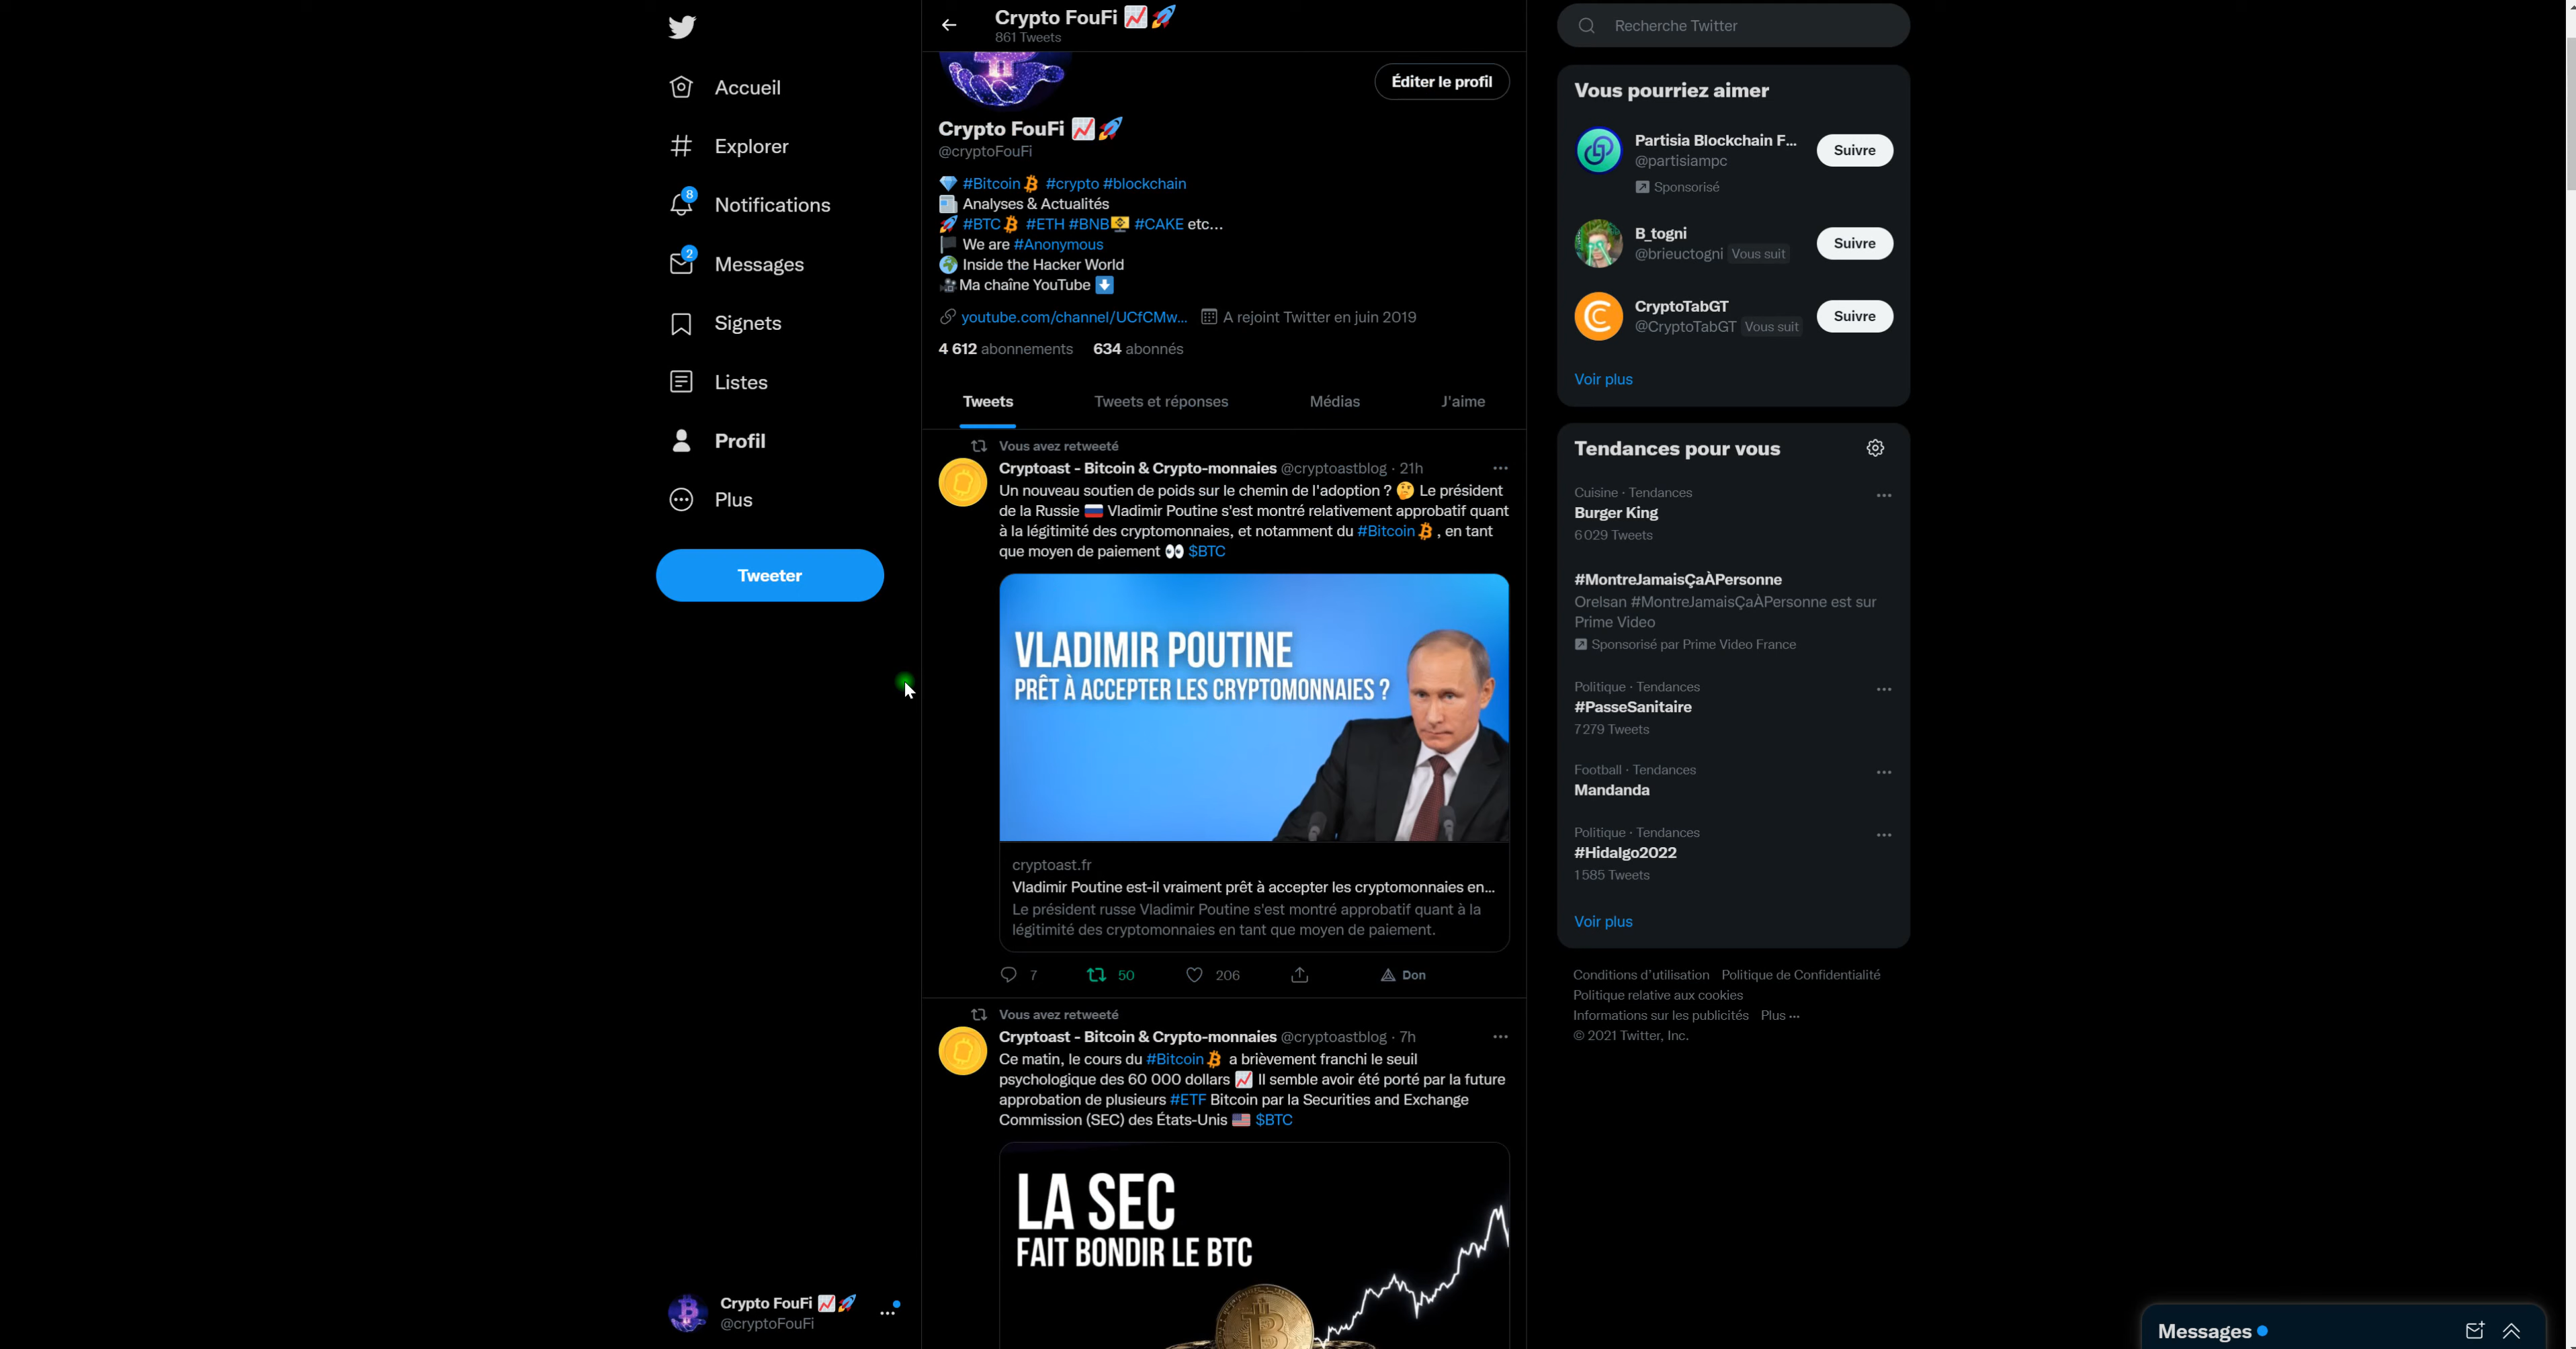 Accueil
Explorer
8
Notifications
2
Messages
Signets
Listes
Profil
Plus
Tweeter
Crypto FouFi 📈🚀
@cryptoFouFi
Crypto FouFi 📈🚀
861 Tweets
Éditer le profil
Crypto FouFi 📈🚀
@cryptoFouFi
💎 #Bitcoin #crypto #blockchain
📰 Analyses & Actualités
🚀 #BTC #ETH #BNB #CAKE etc...
🏴 We are #Anonymous
🌍 Inside the Hacker World
🎥 Ma chaîne YouTube ⬇️
youtube.com/channel/UCfCMw... A rejoint Twitter en juin 2019
4 612 abonnements 634 abonnés
Tweets Tweets et réponses Médias J'aime
Vous avez retweeté
Cryptoast - Bitcoin & Crypto-monnaies @cryptoastblog · 21h
Un nouveau soutien de poids sur le chemin de l'adoption ? 🤔 Le président
de la Russie 🇷🇺 Vladimir Poutine s'est montré relativement approbatif quant
à la légitimité des cryptomonnaies, et notamment du #Bitcoin , en tant
que moyen de paiement 👀 $BTC
VLADIMIR POUTINE
PRÊT À ACCEPTER LES CRYPTOMONNAIES ?
cryptoast.fr
Vladimir Poutine est-il vraiment prêt à accepter les cryptomonnaies en...
Le président russe Vladimir Poutine s'est montré approbatif quant à la
légitimité des cryptomonnaies en tant que moyen de paiement.
7 50 206 Don
Vous avez retweeté
Cryptoast - Bitcoin & Crypto-monnaies @cryptoastblog · 7h
Ce matin, le cours du #Bitcoin a brièvement franchi le seuil
psychologique des 60 000 dollars 📈 Il semble avoir été porté par la future
approbation de plusieurs #ETF Bitcoin par la Securities and Exchange
Commission (SEC) des États-Unis 🇺🇸 $BTC
LA SEC
FAIT BONDIR LE BTC
Recherche Twitter
Vous pourriez aimer
Partisia Blockchain F...
@partisiampc
Sponsorisé
Suivre
B_togni
@brieuctogni Vous suit
Suivre
CryptoTabGT
@CryptoTabGT Vous suit
Suivre
Voir plus
Tendances pour vous
Cuisine · Tendances
Burger King
6 029 Tweets
#MontreJamaisÇaÀPersonne
Orelsan #MontreJamaisÇaÀPersonne est sur
Prime Video
Sponsorisé par Prime Video France
Politique · Tendances
#PasseSanitaire
7 279 Tweets
Football · Tendances
Mandanda
Politique · Tendances
#Hidalgo2022
1 585 Tweets
Voir plus
Conditions d'utilisation Politique de Confidentialité
Politique relative aux cookies
Informations sur les publicités Plus ...
© 2021 Twitter, Inc.
Messages